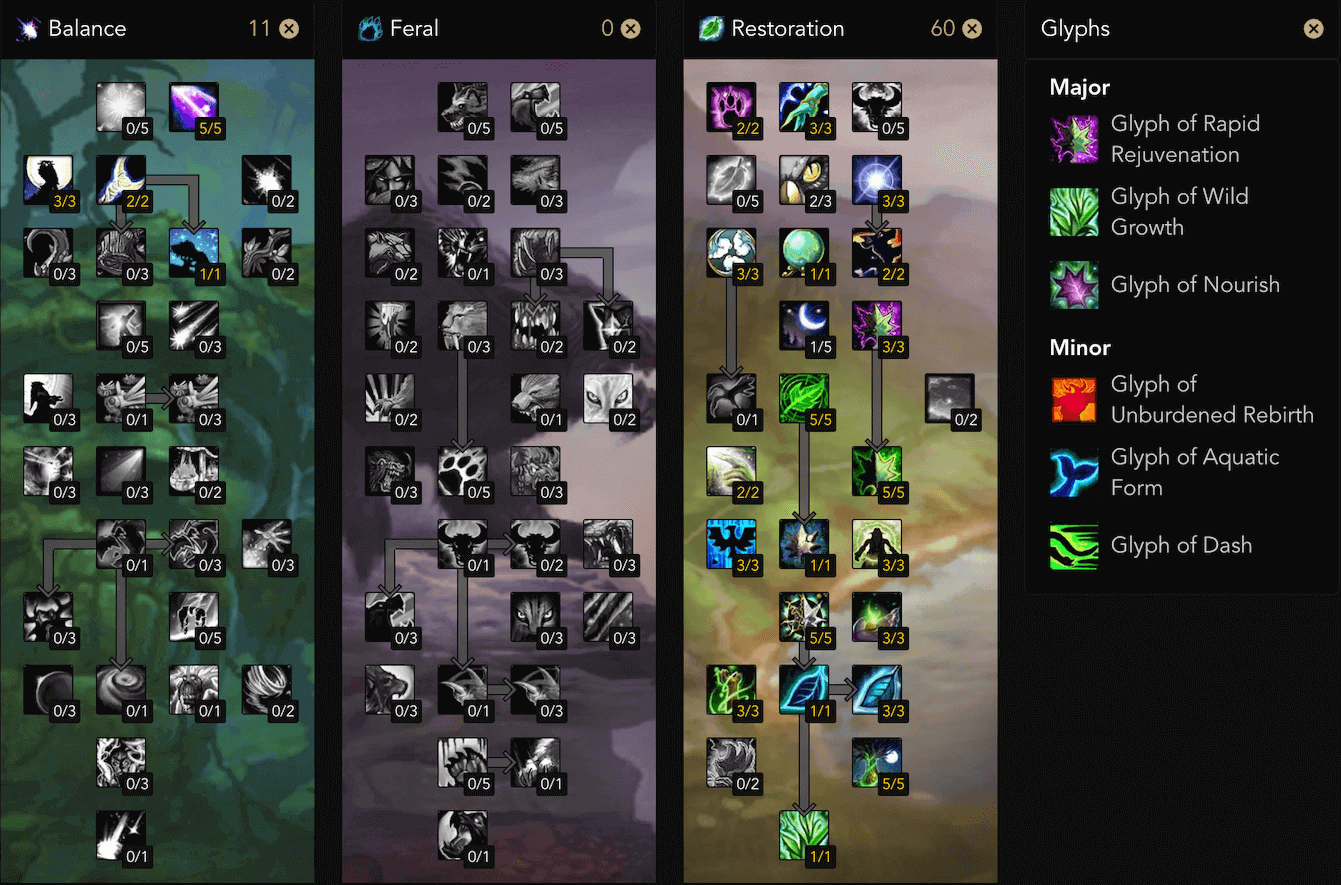 Balance 11
Feral 0
Restoration 60
Glyphs
0/5 5/5
3/3 2/2 0/2
0/3 0/3 1/1 0/2
0/5 0/3
0/3 0/1 0/3
0/3 0/3 0/2
0/1 0/3 0/3
0/3 0/5
0/3 0/1 0/1 0/2
0/3
0/1
0/5 0/5
0/3 0/2 0/3
0/2 0/1 0/3
0/2 0/3 0/2 0/2
0/2 0/1 0/2
0/3 0/5 0/3
0/1 0/2 0/3
0/3 0/3 0/3
0/3 0/1 0/3
0/5 0/1
0/1
2/2 3/3 0/5
0/5 2/3 3/3
3/3 1/1 2/2
1/5 3/3
0/1 5/5 0/2
2/2 5/5
3/3 1/1 3/3
5/5 3/3
3/3 1/1 3/3
0/2 5/5
1/1
Major
Glyph of Rapid
Rejuvenation
Glyph of Wild
Growth
Glyph of Nourish
Minor
Glyph of
Unburdened Rebirth
Glyph of Aquatic
Form
Glyph of Dash